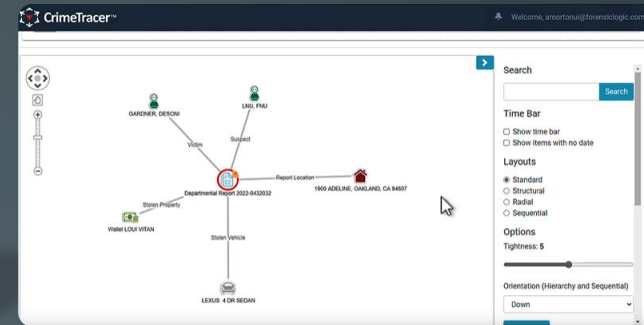 CrimeTracer™
Welcome, amortonui@forensiclogic.com
GARDNER, DESONI
LNU, FNU
Victim
Suspect
Report Location
1900 ADELINE, OAKLAND, CA 94607
Departmental Report 2022-0432032
Stolen Property
Wallet LOUI VITAN
Stolen Vehicle
LEXUS 4 DR SEDAN
Search
Search
Time Bar
Show time bar
Show items with no date
Layouts
Standard
Structural
Radial
Sequential
Options
Tightness: 5
Orientation (Hierarchy and Sequential)
Down